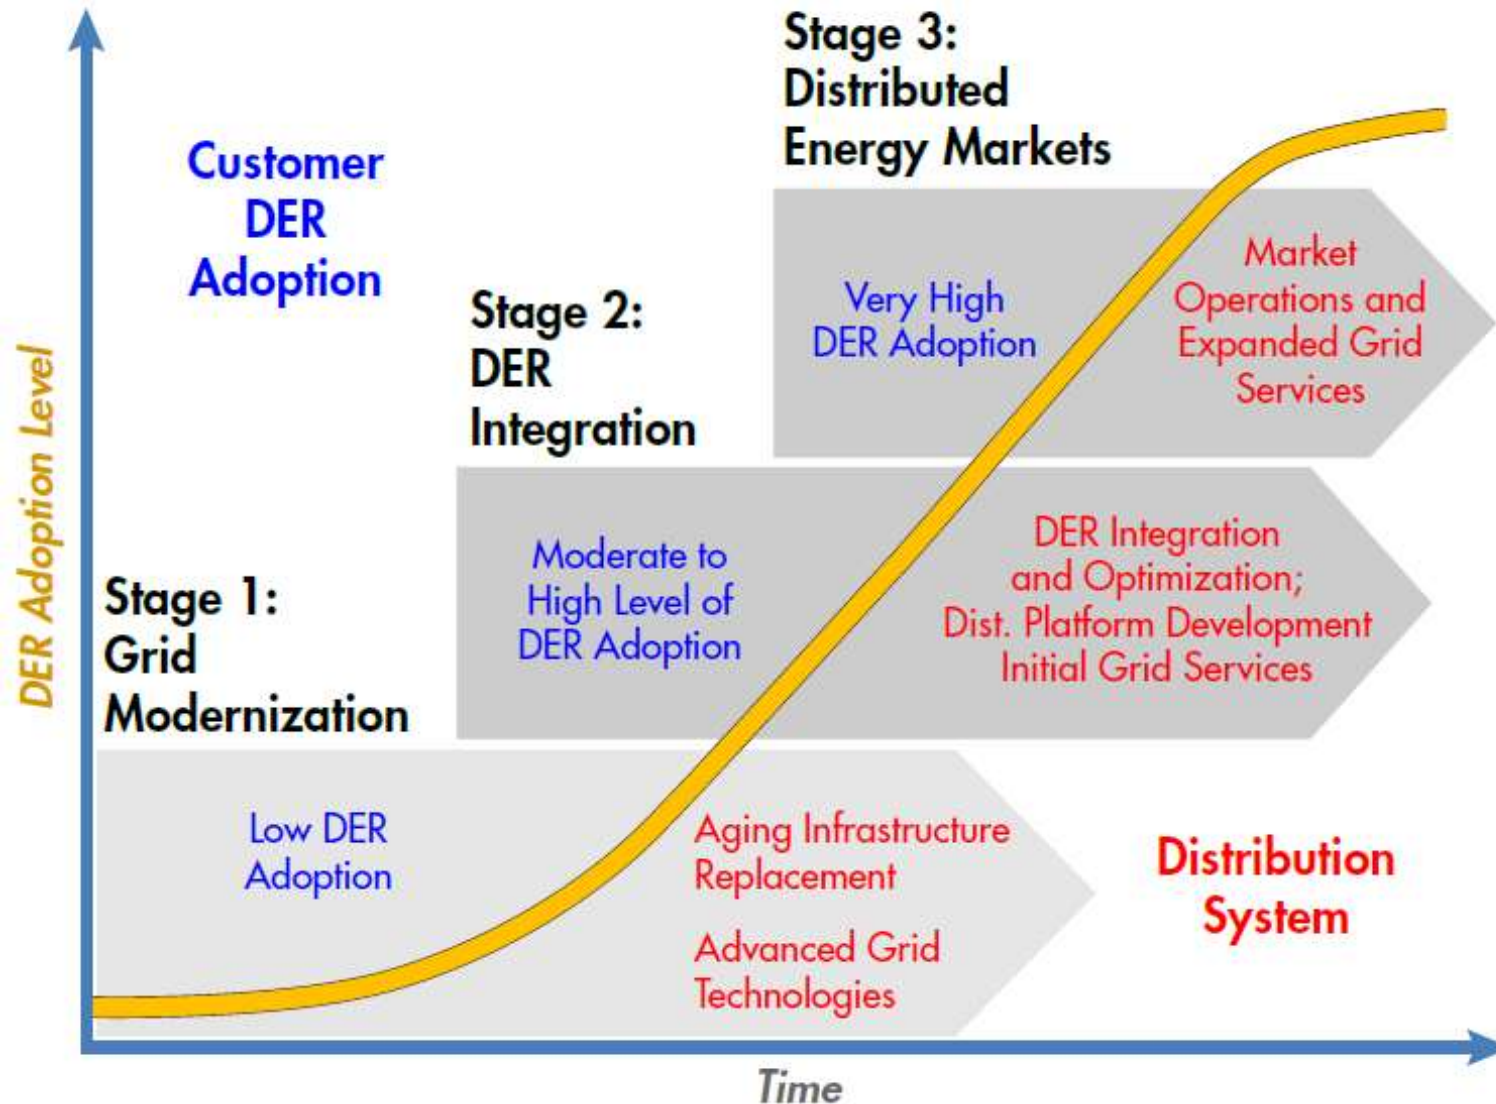 Stage 3:
Distributed
Energy Markets
Customer
DER
Adoption
Very High
DER Adoption
Market
Operations and
Expanded Grid
Services
Stage 2:
DER
Integration
Moderate to
High Level of
DER Adoption
DER Integration
and Optimization;
Dist. Platform Development
Initial Grid Services
Stage 1:
Grid
Modernization
Low DER
Adoption
Aging Infrastructure
Replacement
Advanced Grid
Technologies
Distribution
System
DER Adoption Level
Time